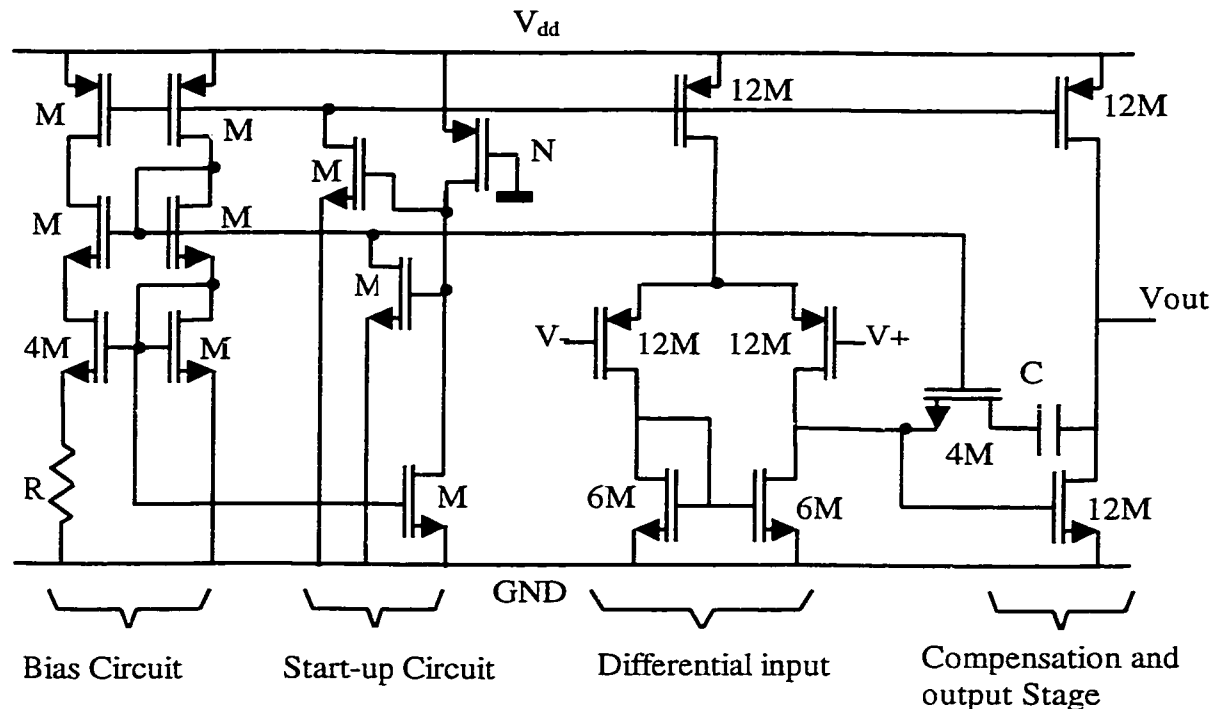 Vdd
M
M
12M
12M
N
M
M
M
M
Vout
V-
12M
12M
V+
4M
M
C
4M
R
M
6M
6M
12M
GND
Bias Circuit
Start-up Circuit
Differential input
Compensation and
output Stage